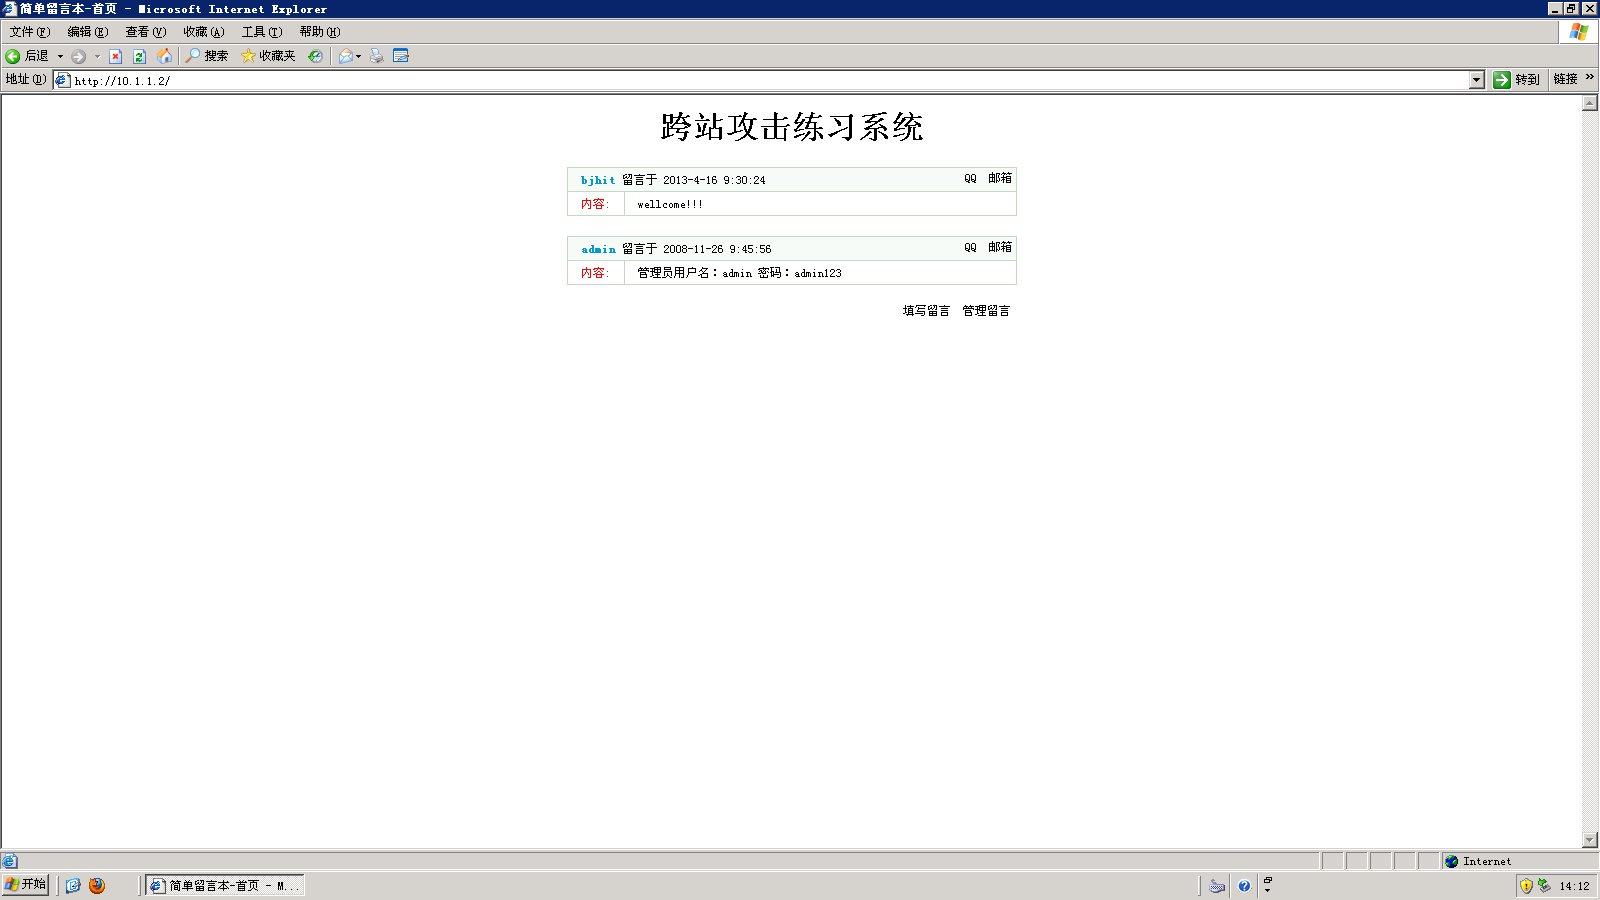 简单留言本-首页 - Microsoft Internet Explorer
文件(F) 编辑(E) 查看(V) 收藏(A) 工具(T) 帮助(H)
后退 搜索 收藏夹
地址(D) http://10.1.1.2/ 转到 链接 »
跨站攻击练习系统
bjhit 留言于 2013-4-16 9:30:24 QQ 邮箱
内容: wellcome!!!
admin 留言于 2008-11-26 9:45:56 QQ 邮箱
内容: 管理员用户名：admin 密码：admin123
填写留言 管理留言
Internet
开始 简单留言本-首页 - M... 14:12